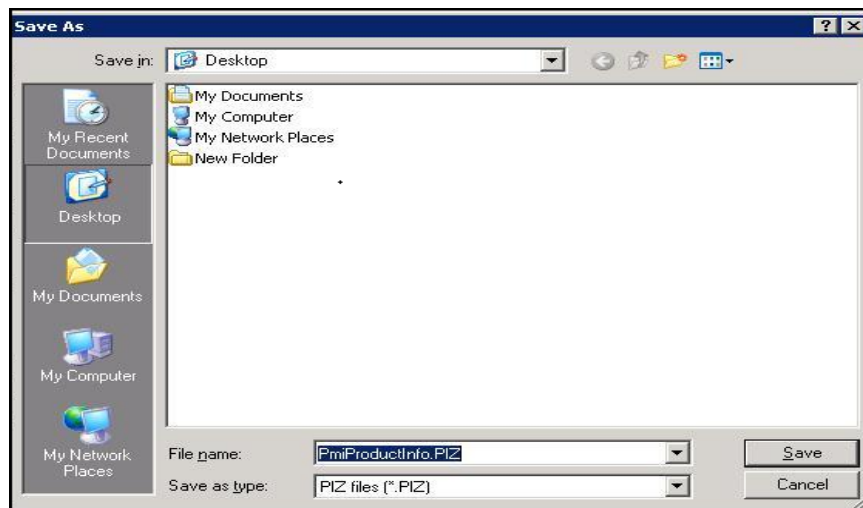 Save As
Save in:
Desktop
My Recent
Documents
Desktop
My Documents
My Computer
My Network
Places
My Documents
My Computer
My Network Places
New Folder
File name:
PmiProductInfo.PIZ
Save
Save as type:
PIZ files (*.PIZ)
Cancel